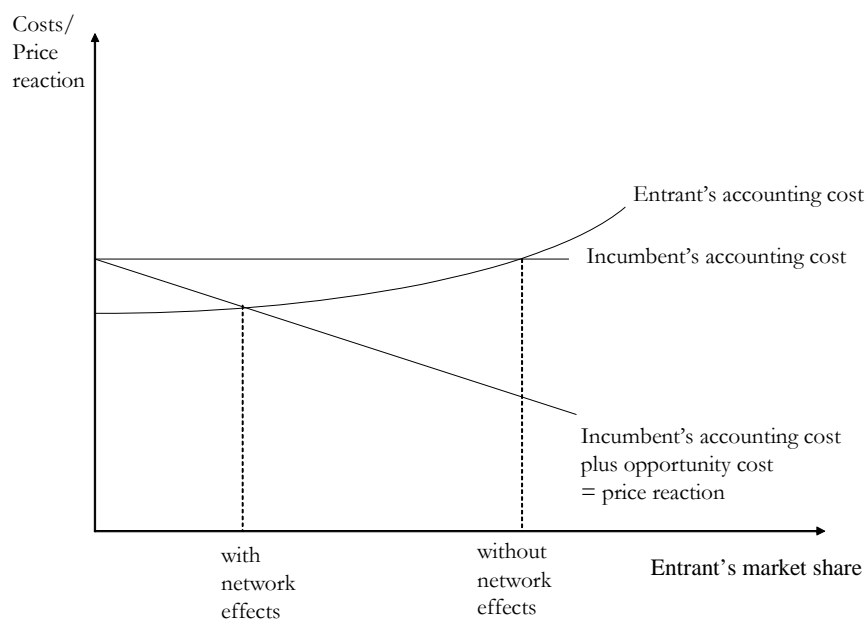 Costs/
Price
reaction
Entrant’s accounting cost
Incumbent’s accounting cost
Incumbent’s accounting cost
plus opportunity cost
= price reaction
with
network
effects
without
network
effects
Entrant’s market share